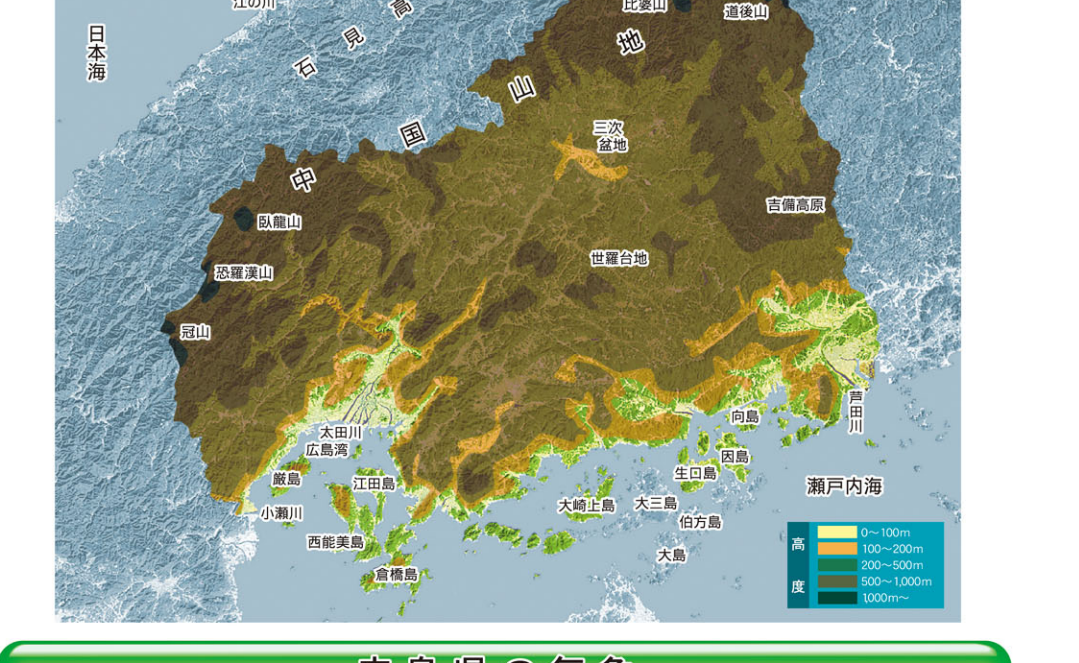 江の川
比婆山
道後山
日本海
石見高
中国山地
三次
盆地
吉備高原
臥龍山
世羅台地
恐羅漢山
冠山
芦田川
向島
太田川
広島湾
因島
厳島
江田島
生口島
瀬戸内海
大崎上島
大三島
小瀬川
伯方島
西能美島
大島
倉橋島
高度
0〜100m
100〜200m
200〜500m
500〜1,000m
1,000m〜